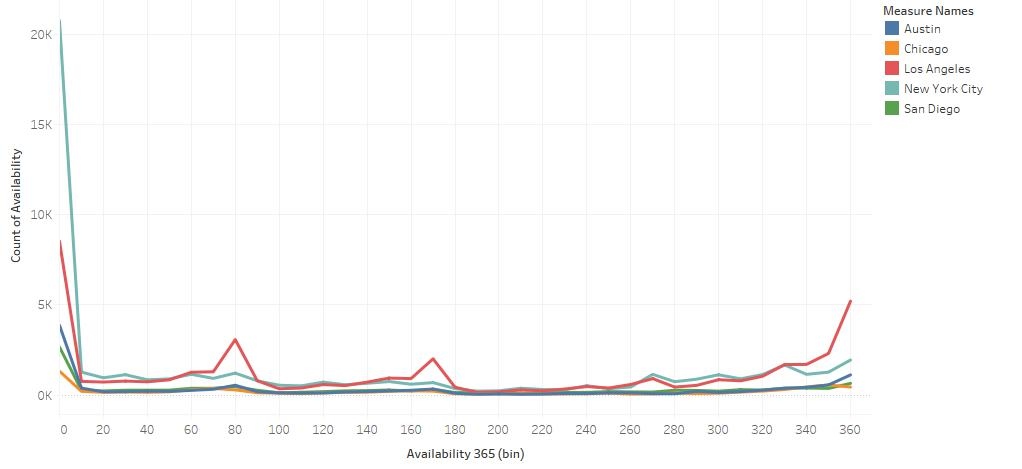 Measure Names
Austin
Chicago
Los Angeles
New York City
San Diego
20K
15K
10K
5K
0K
Count of Availability
0 20 40 60 80 100 120 140 160 180 200 220 240 260 280 300 320 340 360
Availability 365 (bin)